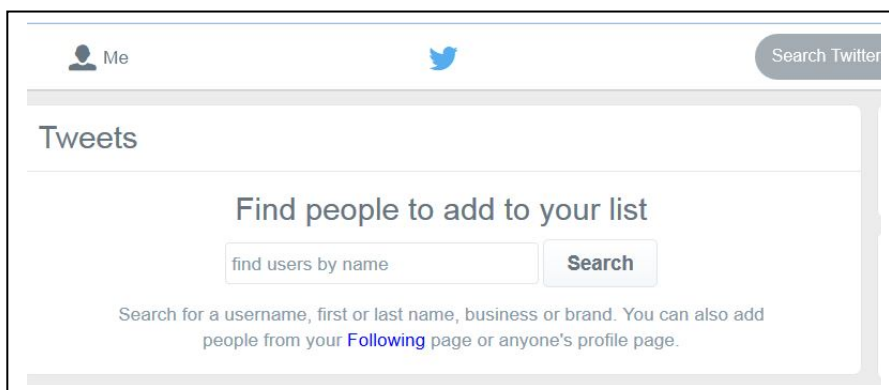 Me
Search Twitter
Tweets
Find people to add to your list
find users by name
Search
Search for a username, first or last name, business or brand. You can also add
people from your Following page or anyone's profile page.